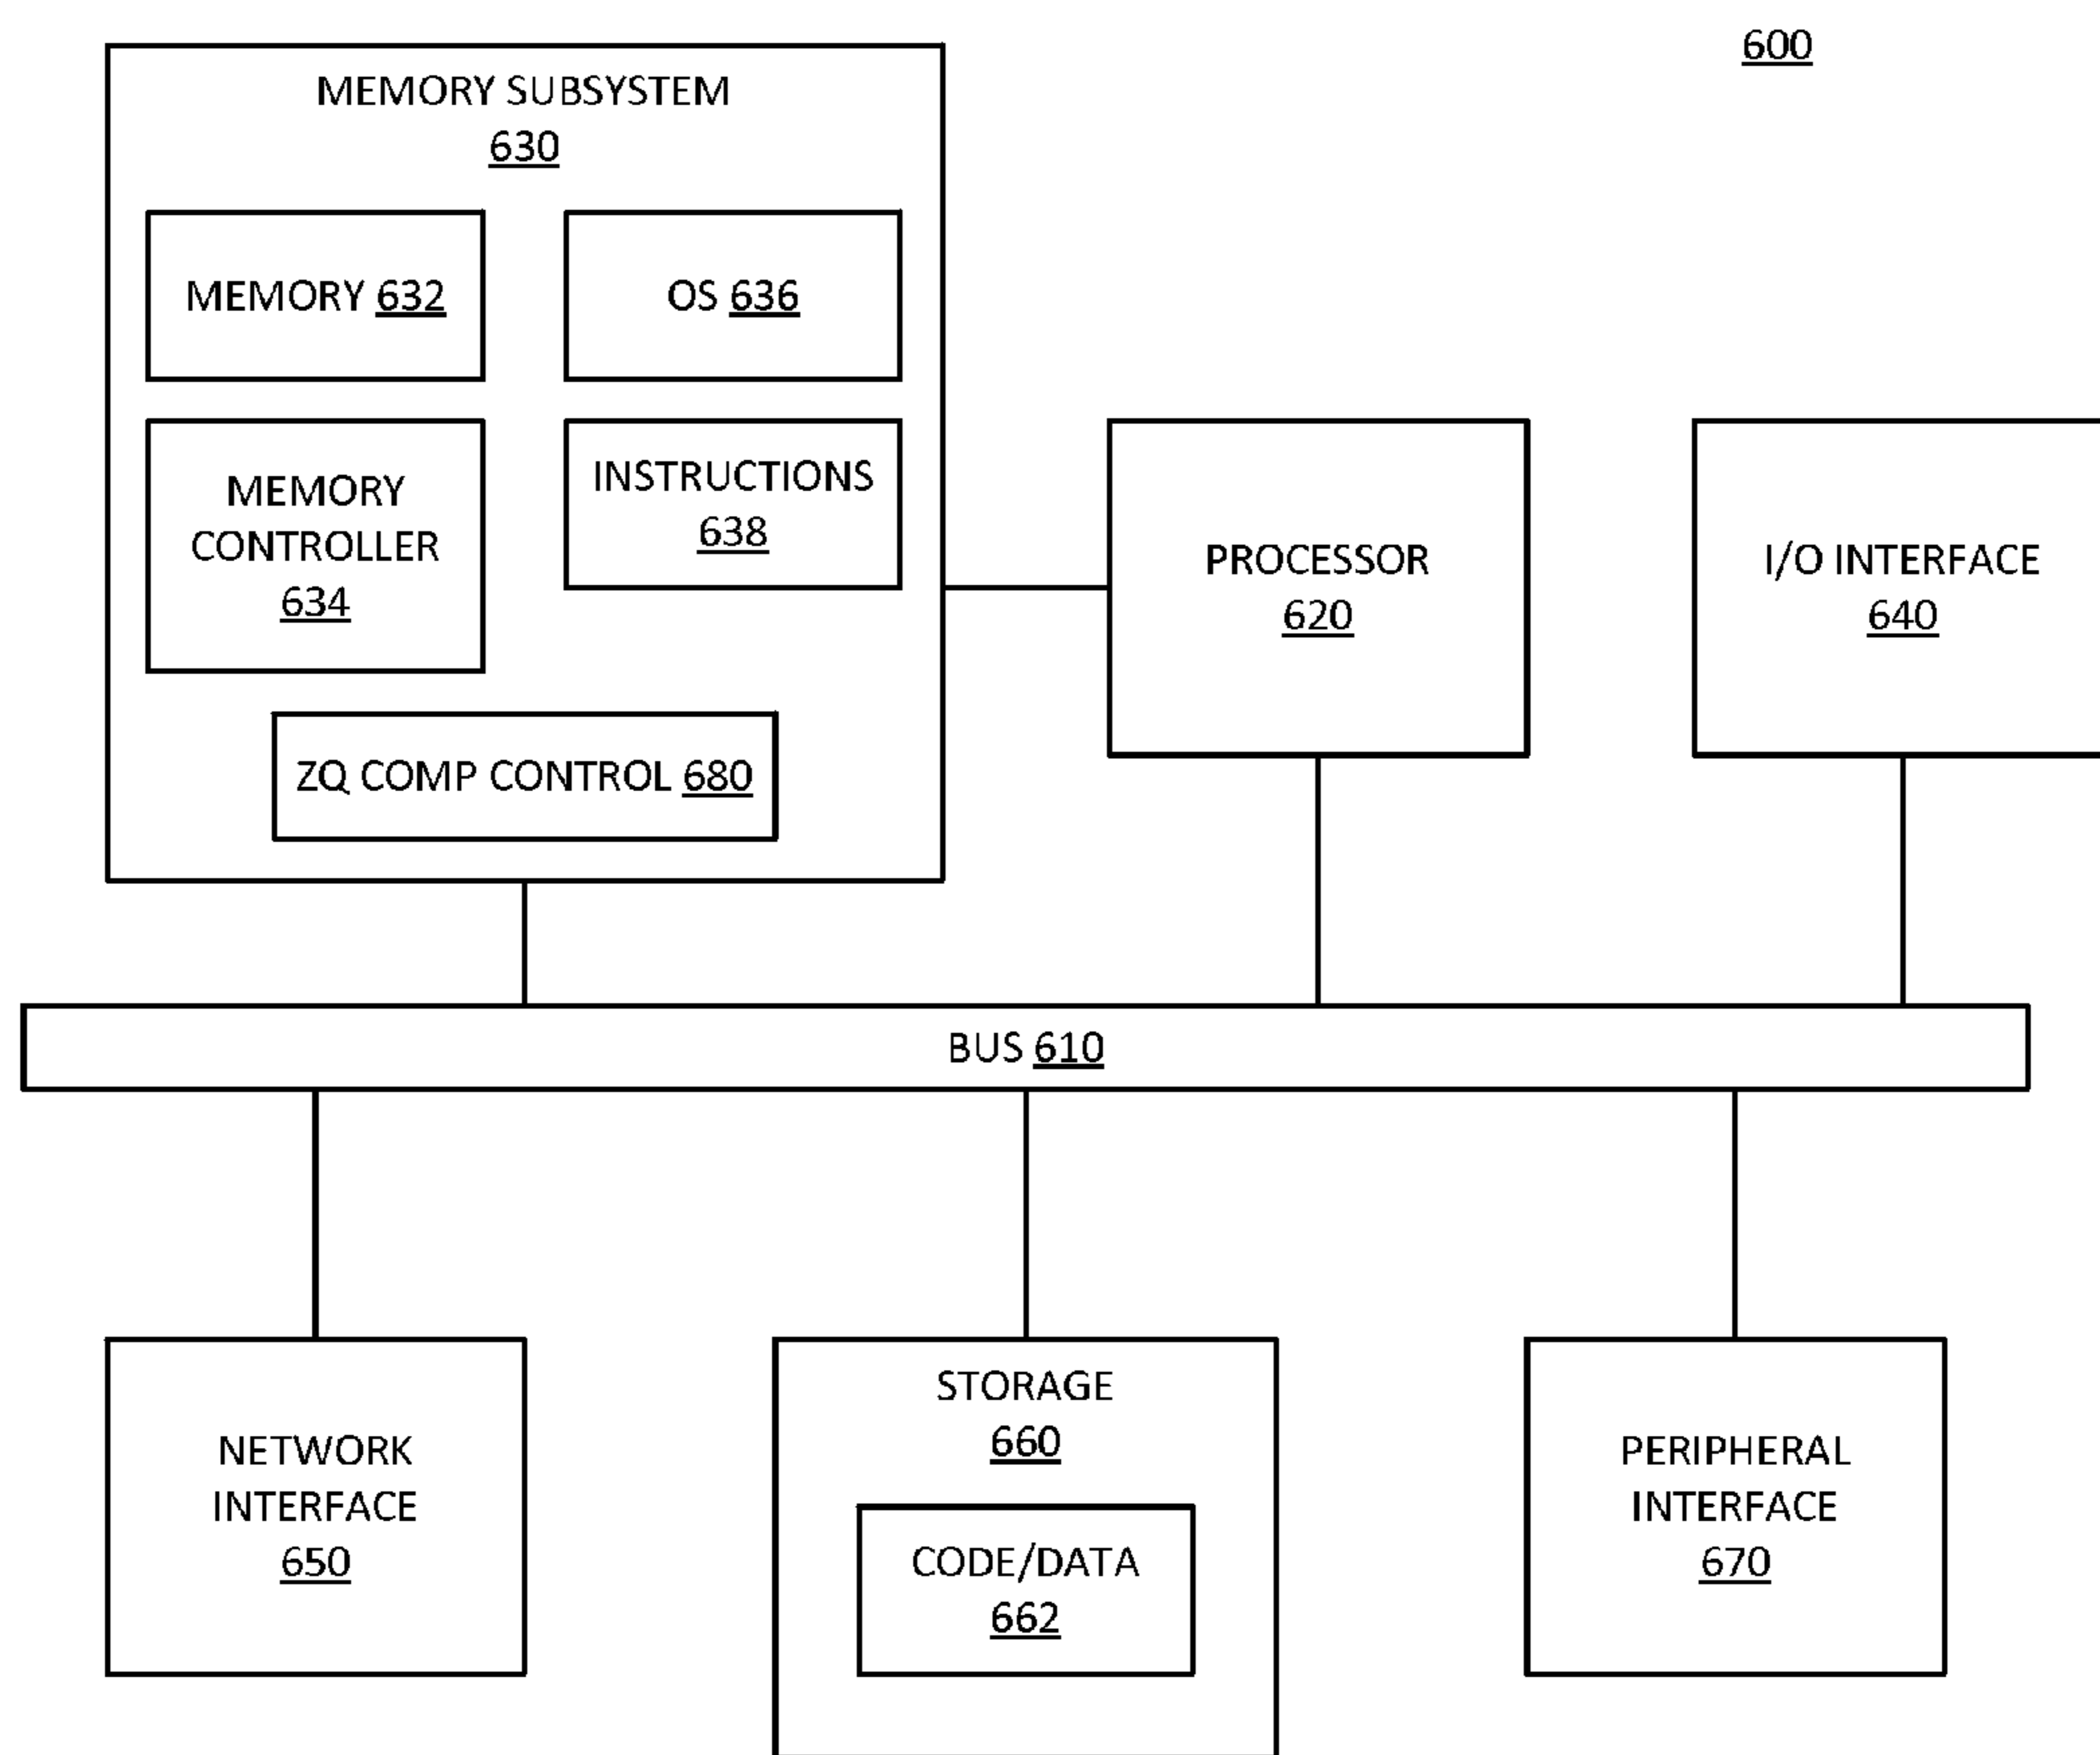 600
MEMORY SUBSYSTEM
630
MEMORY 632
OS 636
MEMORY
CONTROLLER
634
INSTRUCTIONS
638
ZQ COMP CONTROL 680
PROCESSOR
620
I/O INTERFACE
640
BUS 610
NETWORK
INTERFACE
650
STORAGE
660
CODE/DATA
662
PERIPHERAL
INTERFACE
670